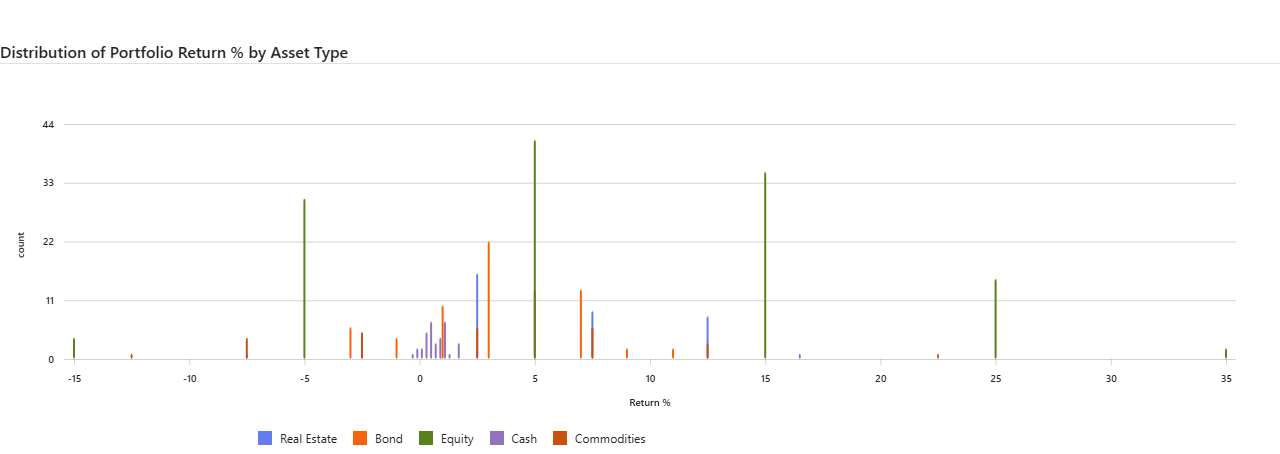 Distribution of Portfolio Return % by Asset Type
44
33
22
11
0
count
-15 -10 -5 0 5 10 15 20 25 30 35
Return %
Real Estate Bond Equity Cash Commodities